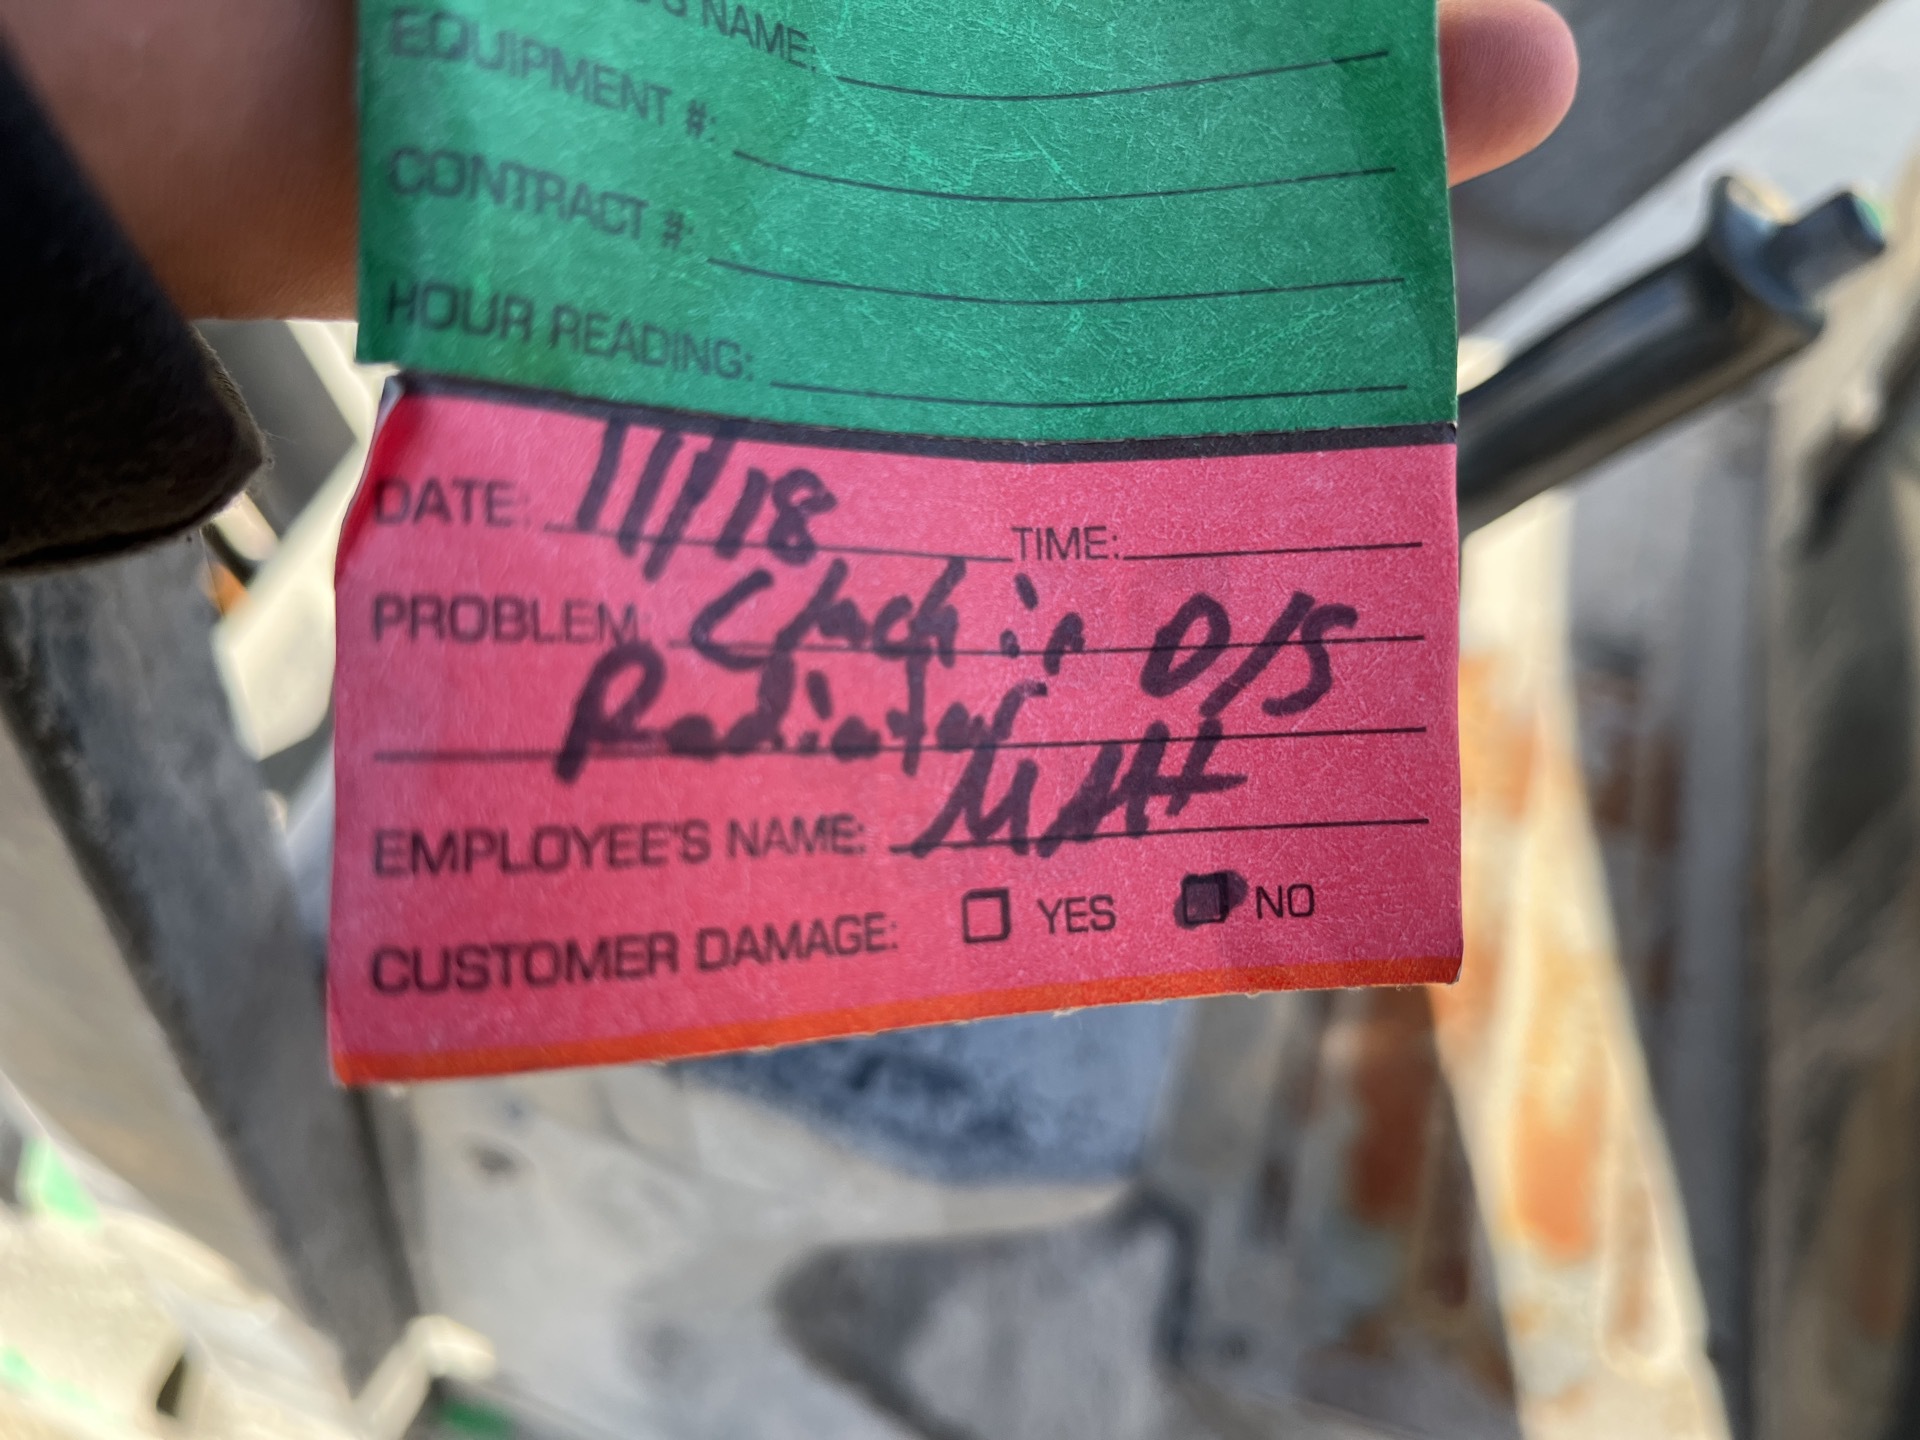 'S NAME:
EQUIPMENT #:
CONTRACT #:
HOUR READING:
DATE: 11/18 TIME:
PROBLEM in O/S
Radiator
EMPLOYEE'S NAME: Matt
CUSTOMER DAMAGE: YES NO